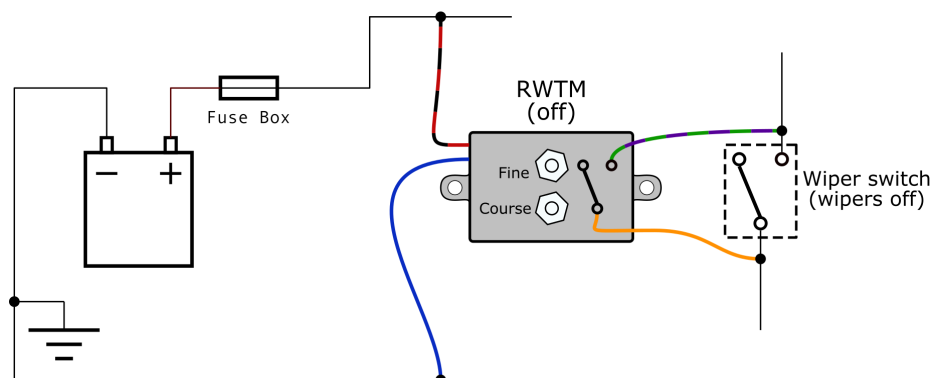 RWTM
(off)
Fuse Box
Fine
Course
Wiper switch
(wipers off)
− +